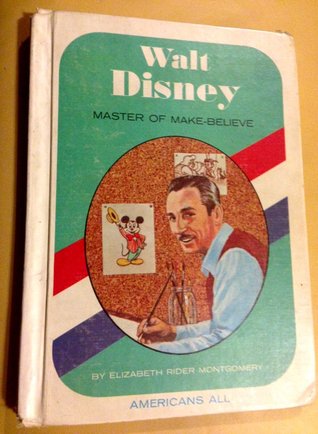 Walt
Disney
MASTER OF MAKE-BELIEVE
BY ELIZABETH RIDER MONTGOMERY
AMERICANS ALL